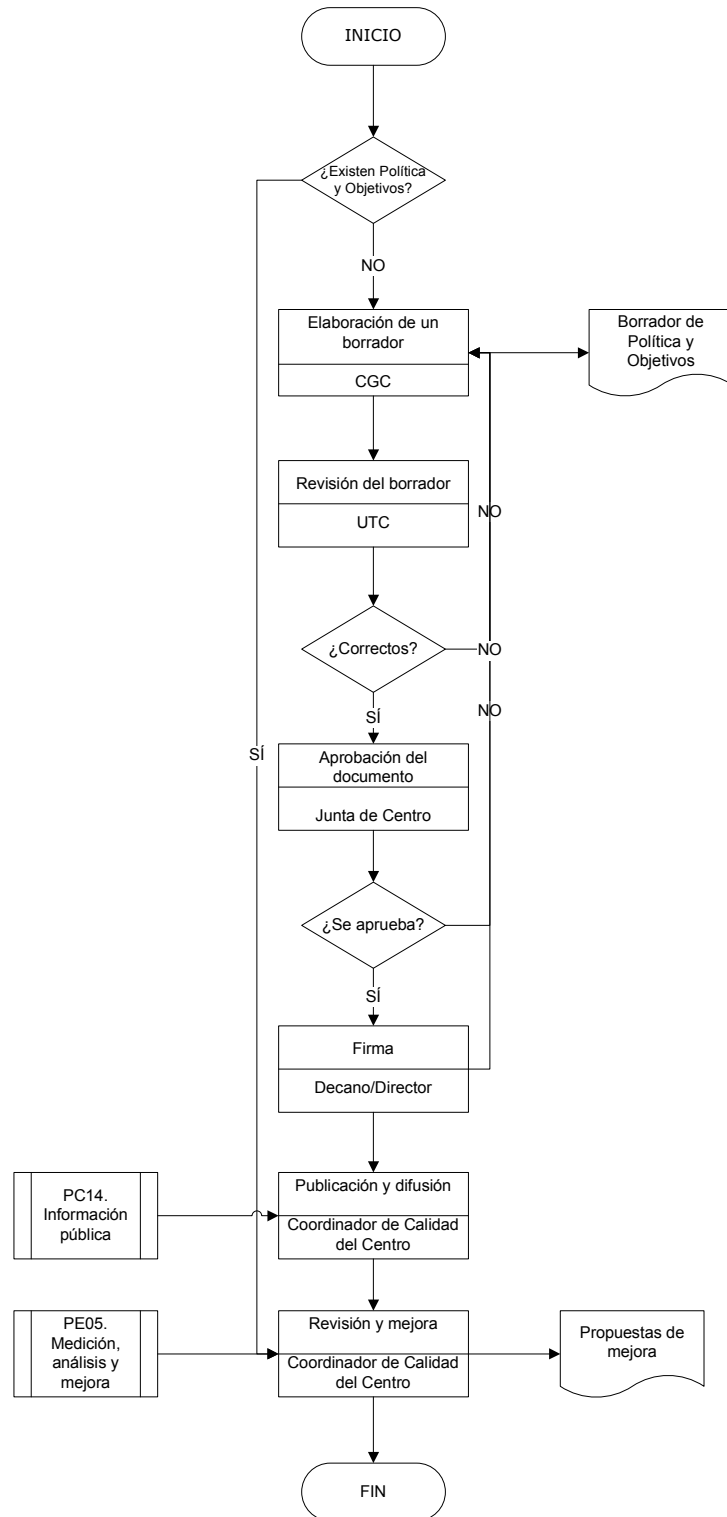 INICIO
¿Existen Política
y Objetivos?
NO
Elaboración de un
borrador
CGC
Borrador de
Política y
Objetivos
Revisión del borrador
UTC
NO
¿Correctos?
NO
SÍ
NO
SÍ
Aprobación del
documento
Junta de Centro
¿Se aprueba?
SÍ
Firma
Decano/Director
PC14.
Información
pública
Publicación y difusión
Coordinador de Calidad
del Centro
PE05.
Medición,
análisis y
mejora
Revisión y mejora
Coordinador de Calidad
del Centro
Propuestas de
mejora
FIN